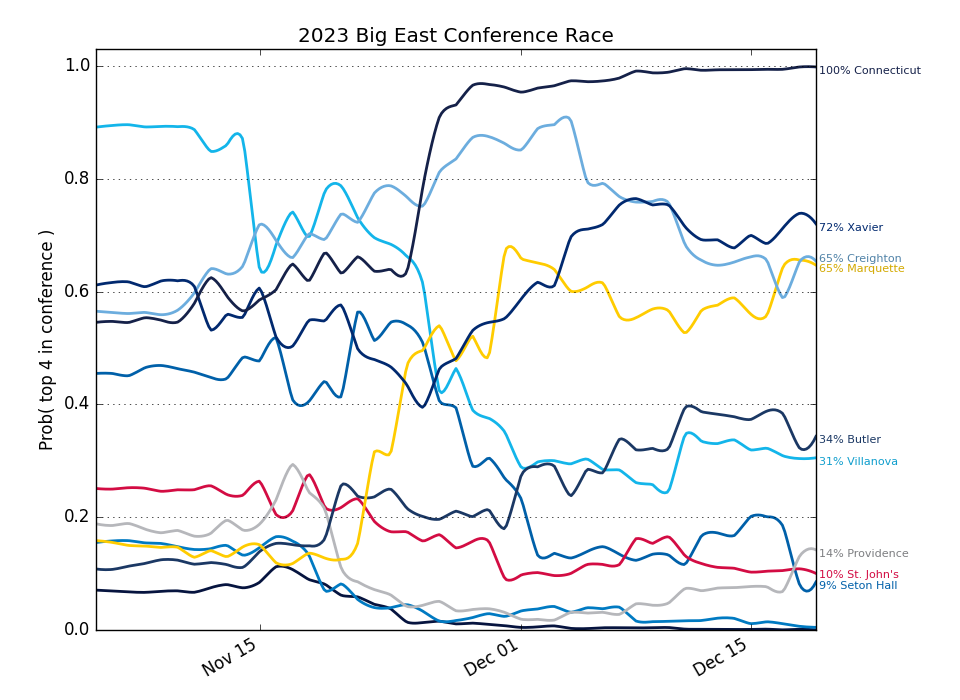 2023 Big East Conference Race
Prob( top 4 in conference )
1.0
0.8
0.6
0.4
0.2
0.0
Nov 15
Dec 01
Dec 15
100% Connecticut
72% Xavier
65% Creighton
65% Marquette
34% Butler
31% Villanova
14% Providence
10% St. John's
9% Seton Hall